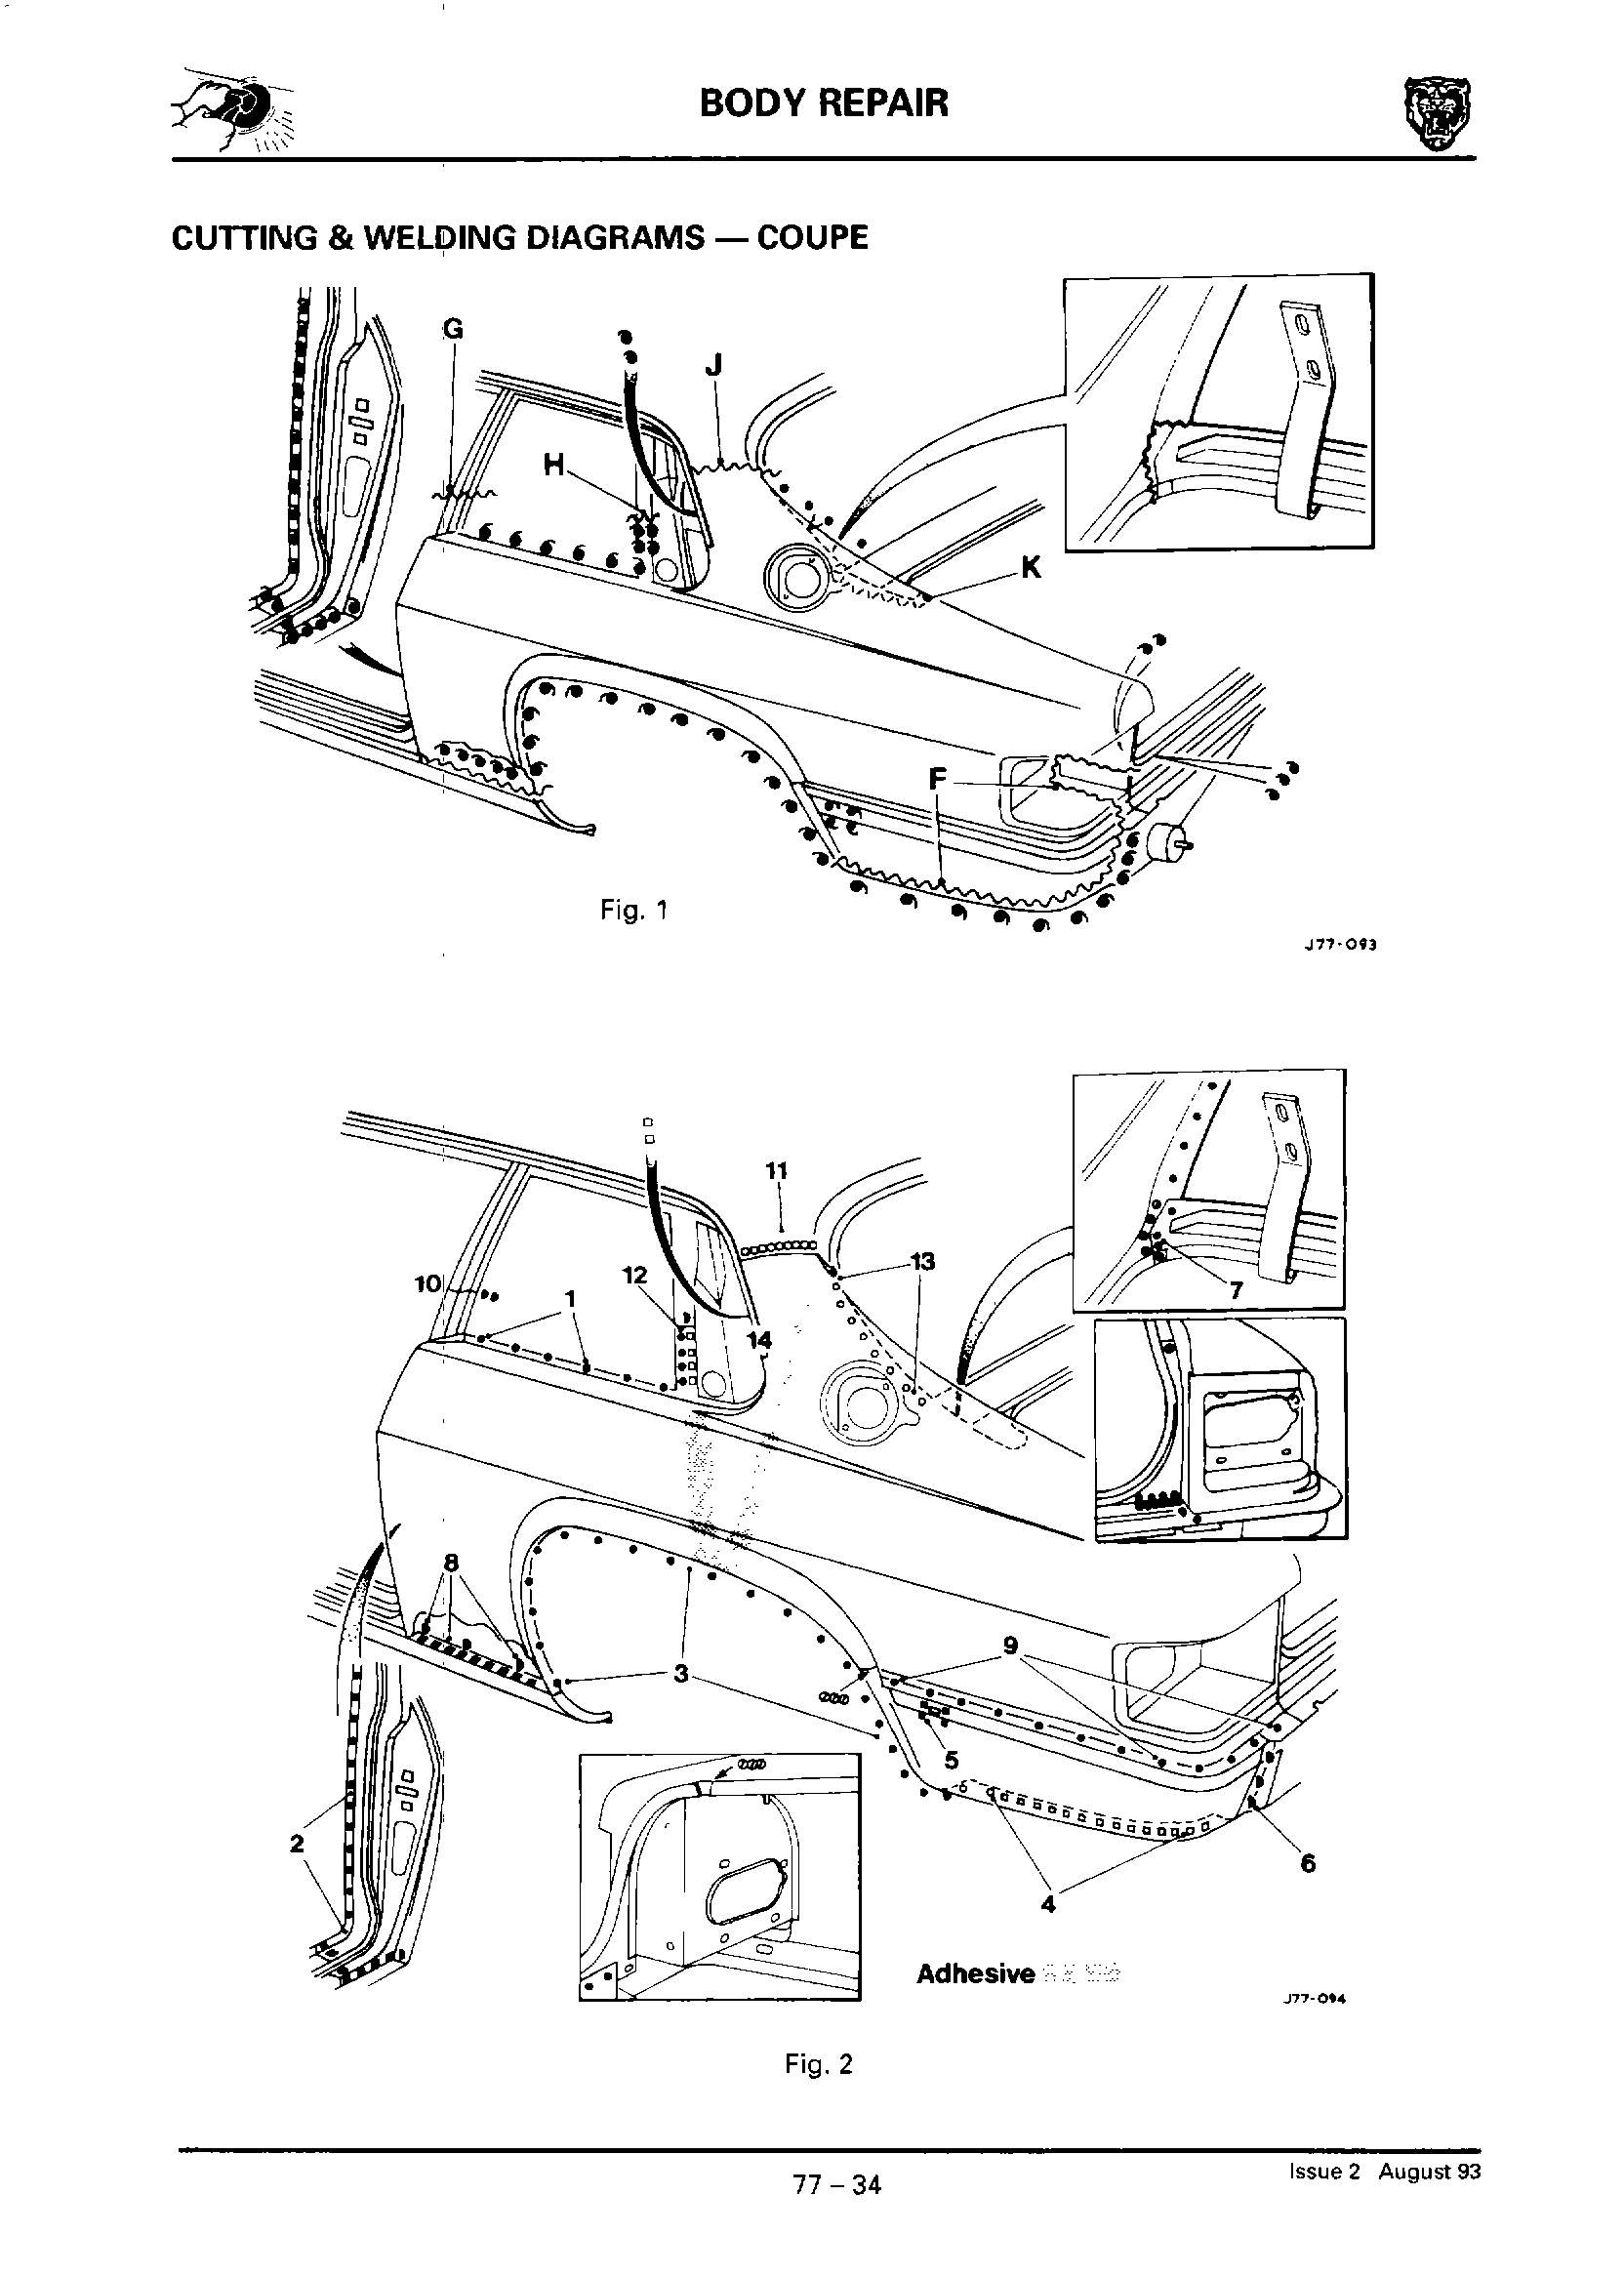 BODY REPAIR
CUTTING & WELDING DIAGRAMS — COUPE
G
J
H
K
F
Fig. 1
J77-093
11
13
10
12
1
7
14
8
9
3
5
2
6
4
Adhesive
J77-094
Fig. 2
77 – 34
Issue 2 August 93